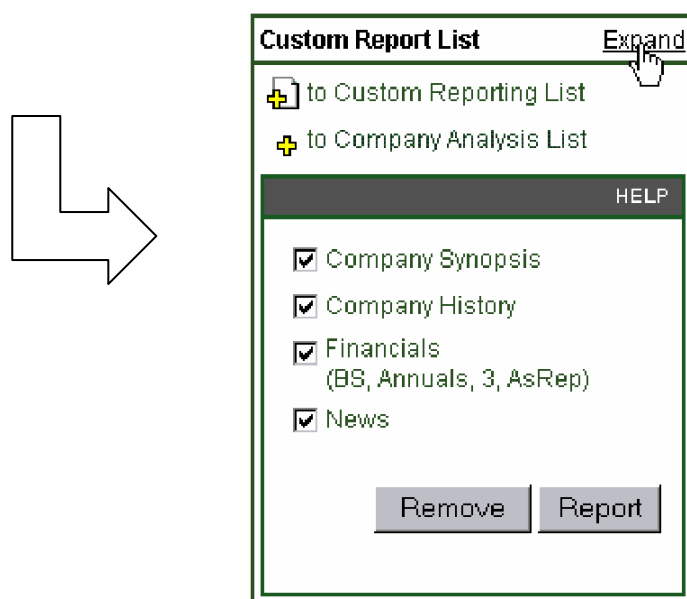 Custom Report List Expand
to Custom Reporting List
to Company Analysis List
HELP
Company Synopsis
Company History
Financials
(BS, Annuals, 3, AsRep)
News
Remove Report